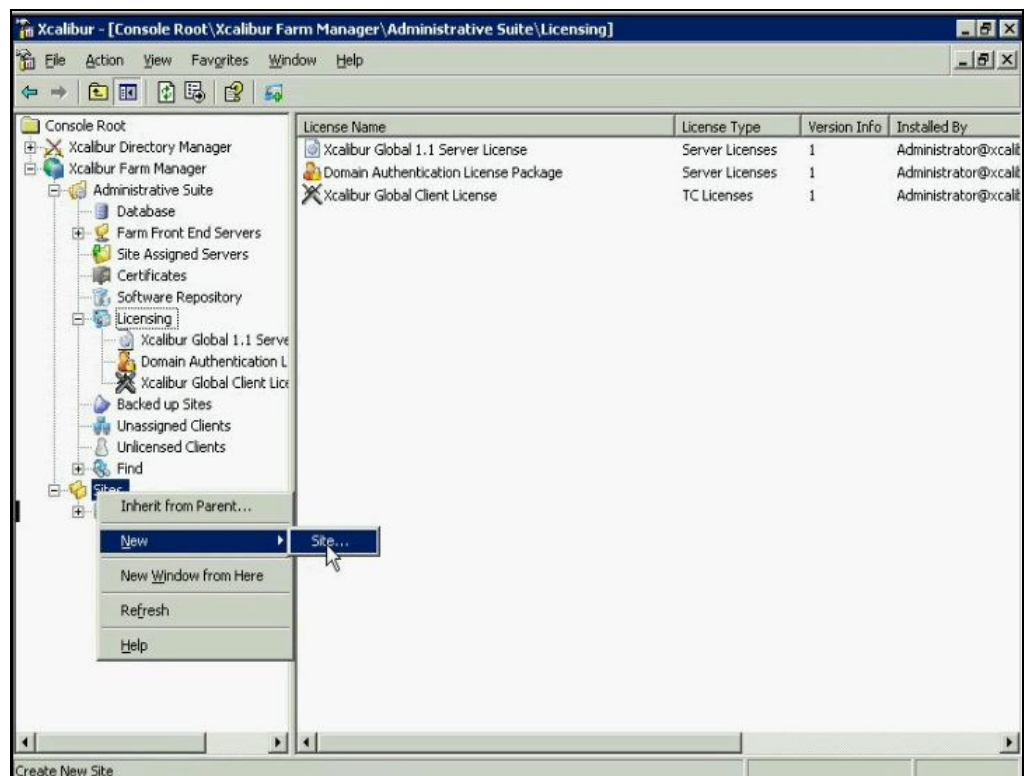 Xcalibur - [Console Root\Xcalibur Farm Manager\Administrative Suite\Licensing]
File Action View Favorites Window Help
Console Root
Xcalibur Directory Manager
Xcalibur Farm Manager
Administrative Suite
Database
Farm Front End Servers
Site Assigned Servers
Certificates
Software Repository
Licensing
Xcalibur Global 1.1 Serve
Domain Authentication L
Xcalibur Global Client Lice
Backed up Sites
Unassigned Clients
Unlicensed Clients
Find
Sites
Inherit from Parent...
New
Site...
New Window from Here
Refresh
Help
License Name License Type Version Info Installed By
Xcalibur Global 1.1 Server License Server Licenses 1 Administrator@xcalib
Domain Authentication License Package Server Licenses 1 Administrator@xcalib
Xcalibur Global Client License TC Licenses 1 Administrator@xcalib
Create New Site